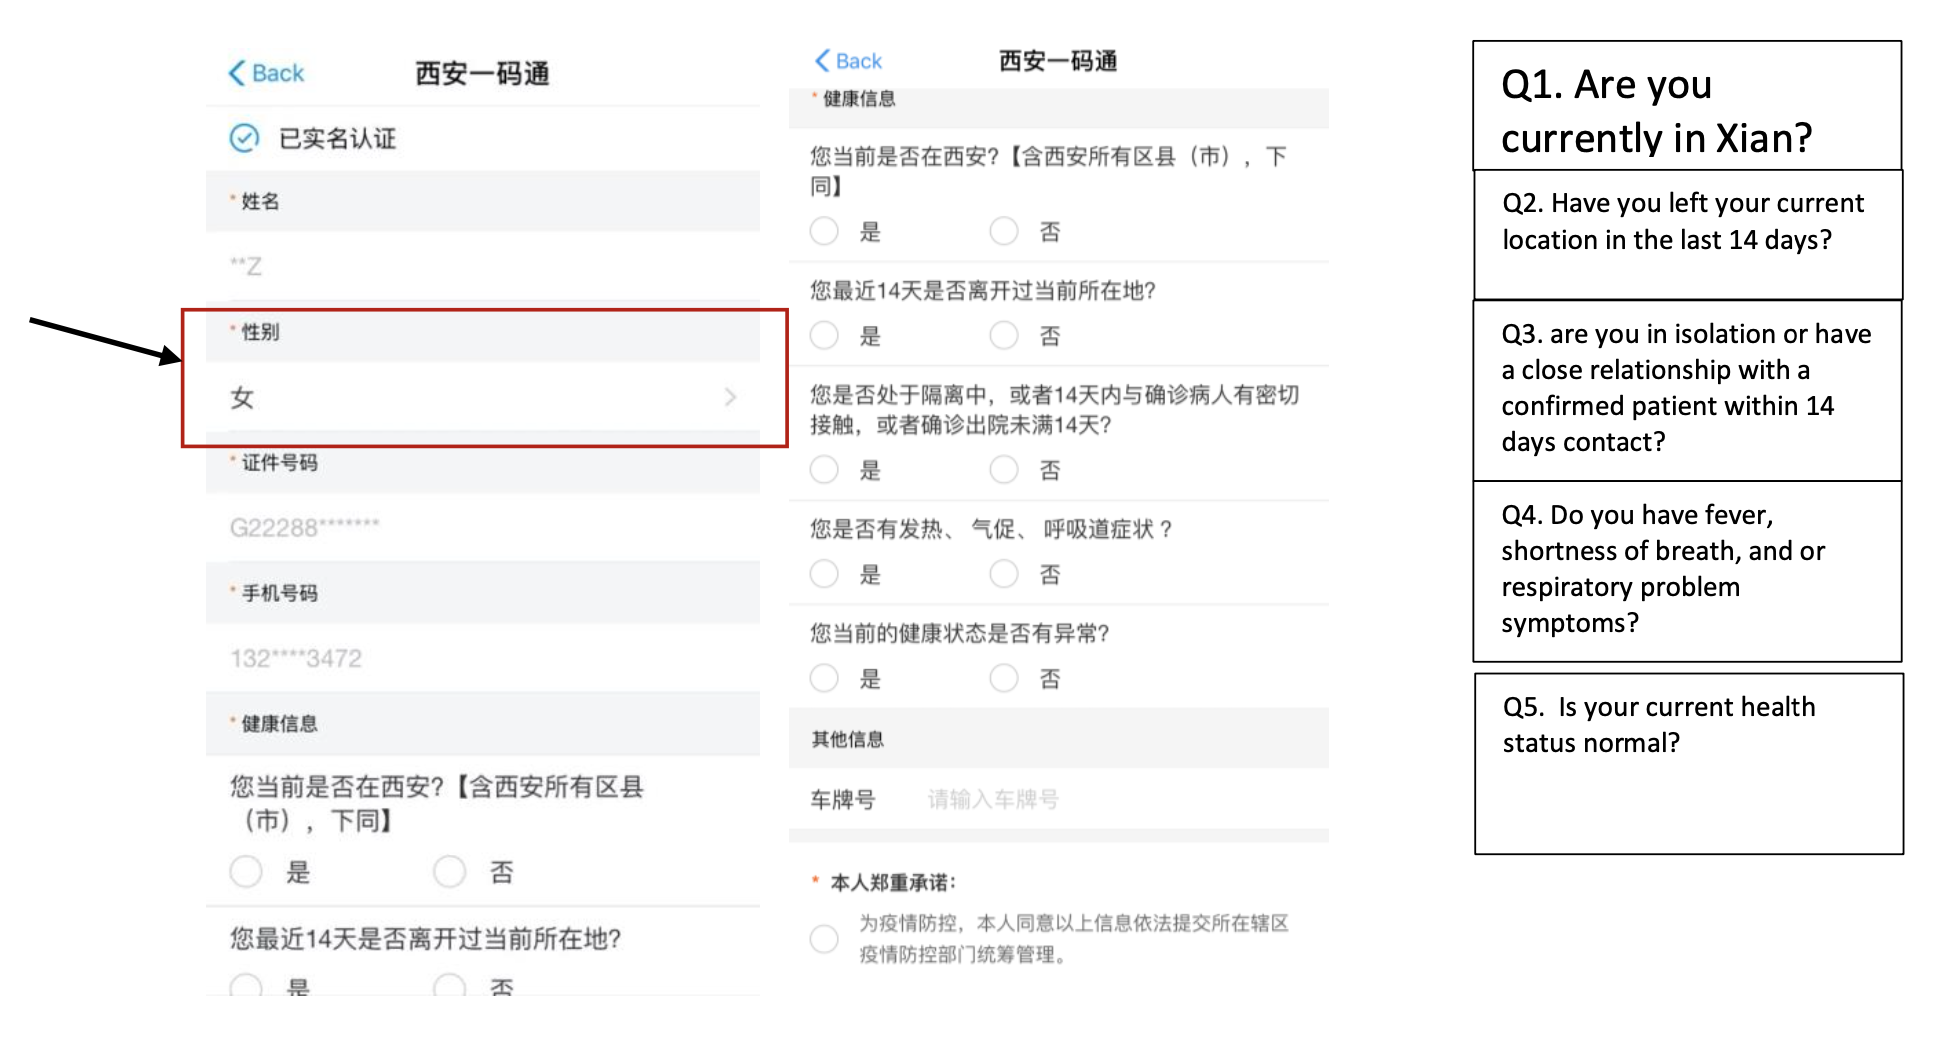 Back
西安一码通
已实名认证
* 姓名
**Z
* 性别
女
* 证件号码
G22288*******
* 手机号码
132****3472
* 健康信息
您当前是否在西安?【含西安所有区县
（市），下同】
是 否
您最近14天是否离开过当前所在地?
是 否
Back
西安一码通
* 健康信息
您当前是否在西安?【含西安所有区县（市），下
同】
是 否
您最近14天是否离开过当前所在地?
是 否
您是否处于隔离中，或者14天内与确诊病人有密切
接触，或者确诊出院未满14天?
是 否
您是否有发热、 气促、 呼吸道症状 ?
是 否
您当前的健康状态是否有异常?
是 否
其他信息
车牌号 请输入车牌号
* 本人郑重承诺:
为疫情防控，本人同意以上信息依法提交所在辖区
疫情防控部门统筹管理。
Q1. Are you
currently in Xian?
Q2. Have you left your current
location in the last 14 days?
Q3. are you in isolation or have
a close relationship with a
confirmed patient within 14
days contact?
Q4. Do you have fever,
shortness of breath, and or
respiratory problem
symptoms?
Q5. Is your current health
status normal?